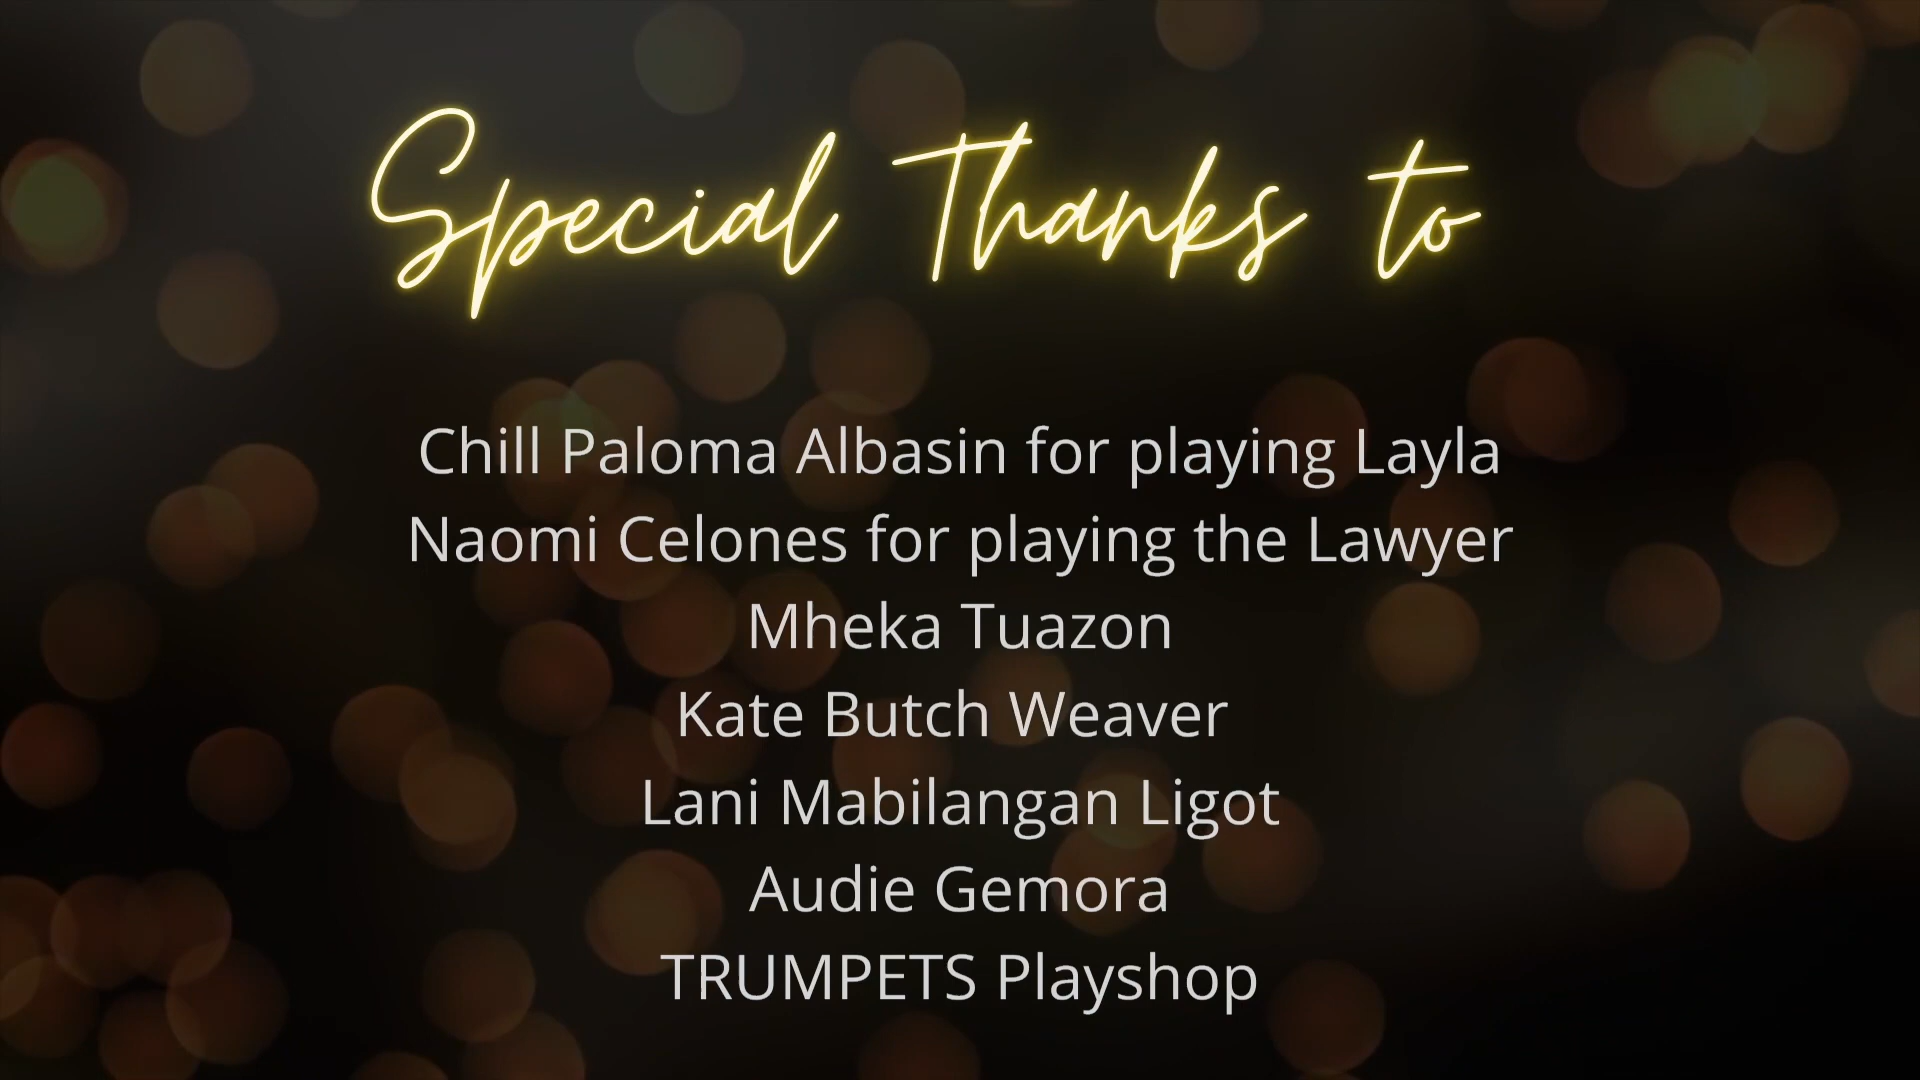 Special Thanks to
Chill Paloma Albasin for playing Layla
Naomi Celones for playing the Lawyer
Mheka Tuazon
Kate Butch Weaver
Lani Mabilangan Ligot
Audie Gemora
TRUMPETS Playshop